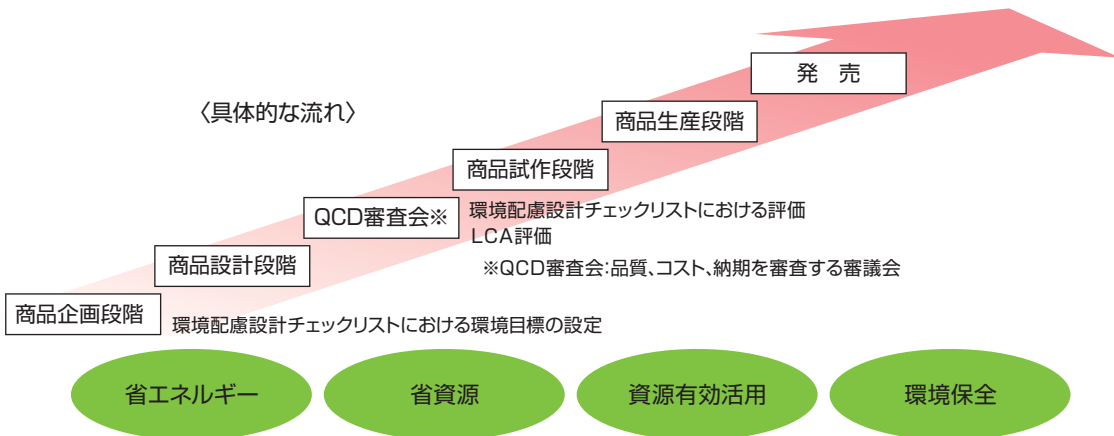 発 売
〈具体的な流れ〉
商品生産段階
商品試作段階
QCD審査会※
環境配慮設計チェックリストにおける評価
LCA評価
商品設計段階
※QCD審査会:品質、コスト、納期を審査する審議会
商品企画段階
環境配慮設計チェックリストにおける環境目標の設定
省エネルギー
省資源
資源有効活用
環境保全